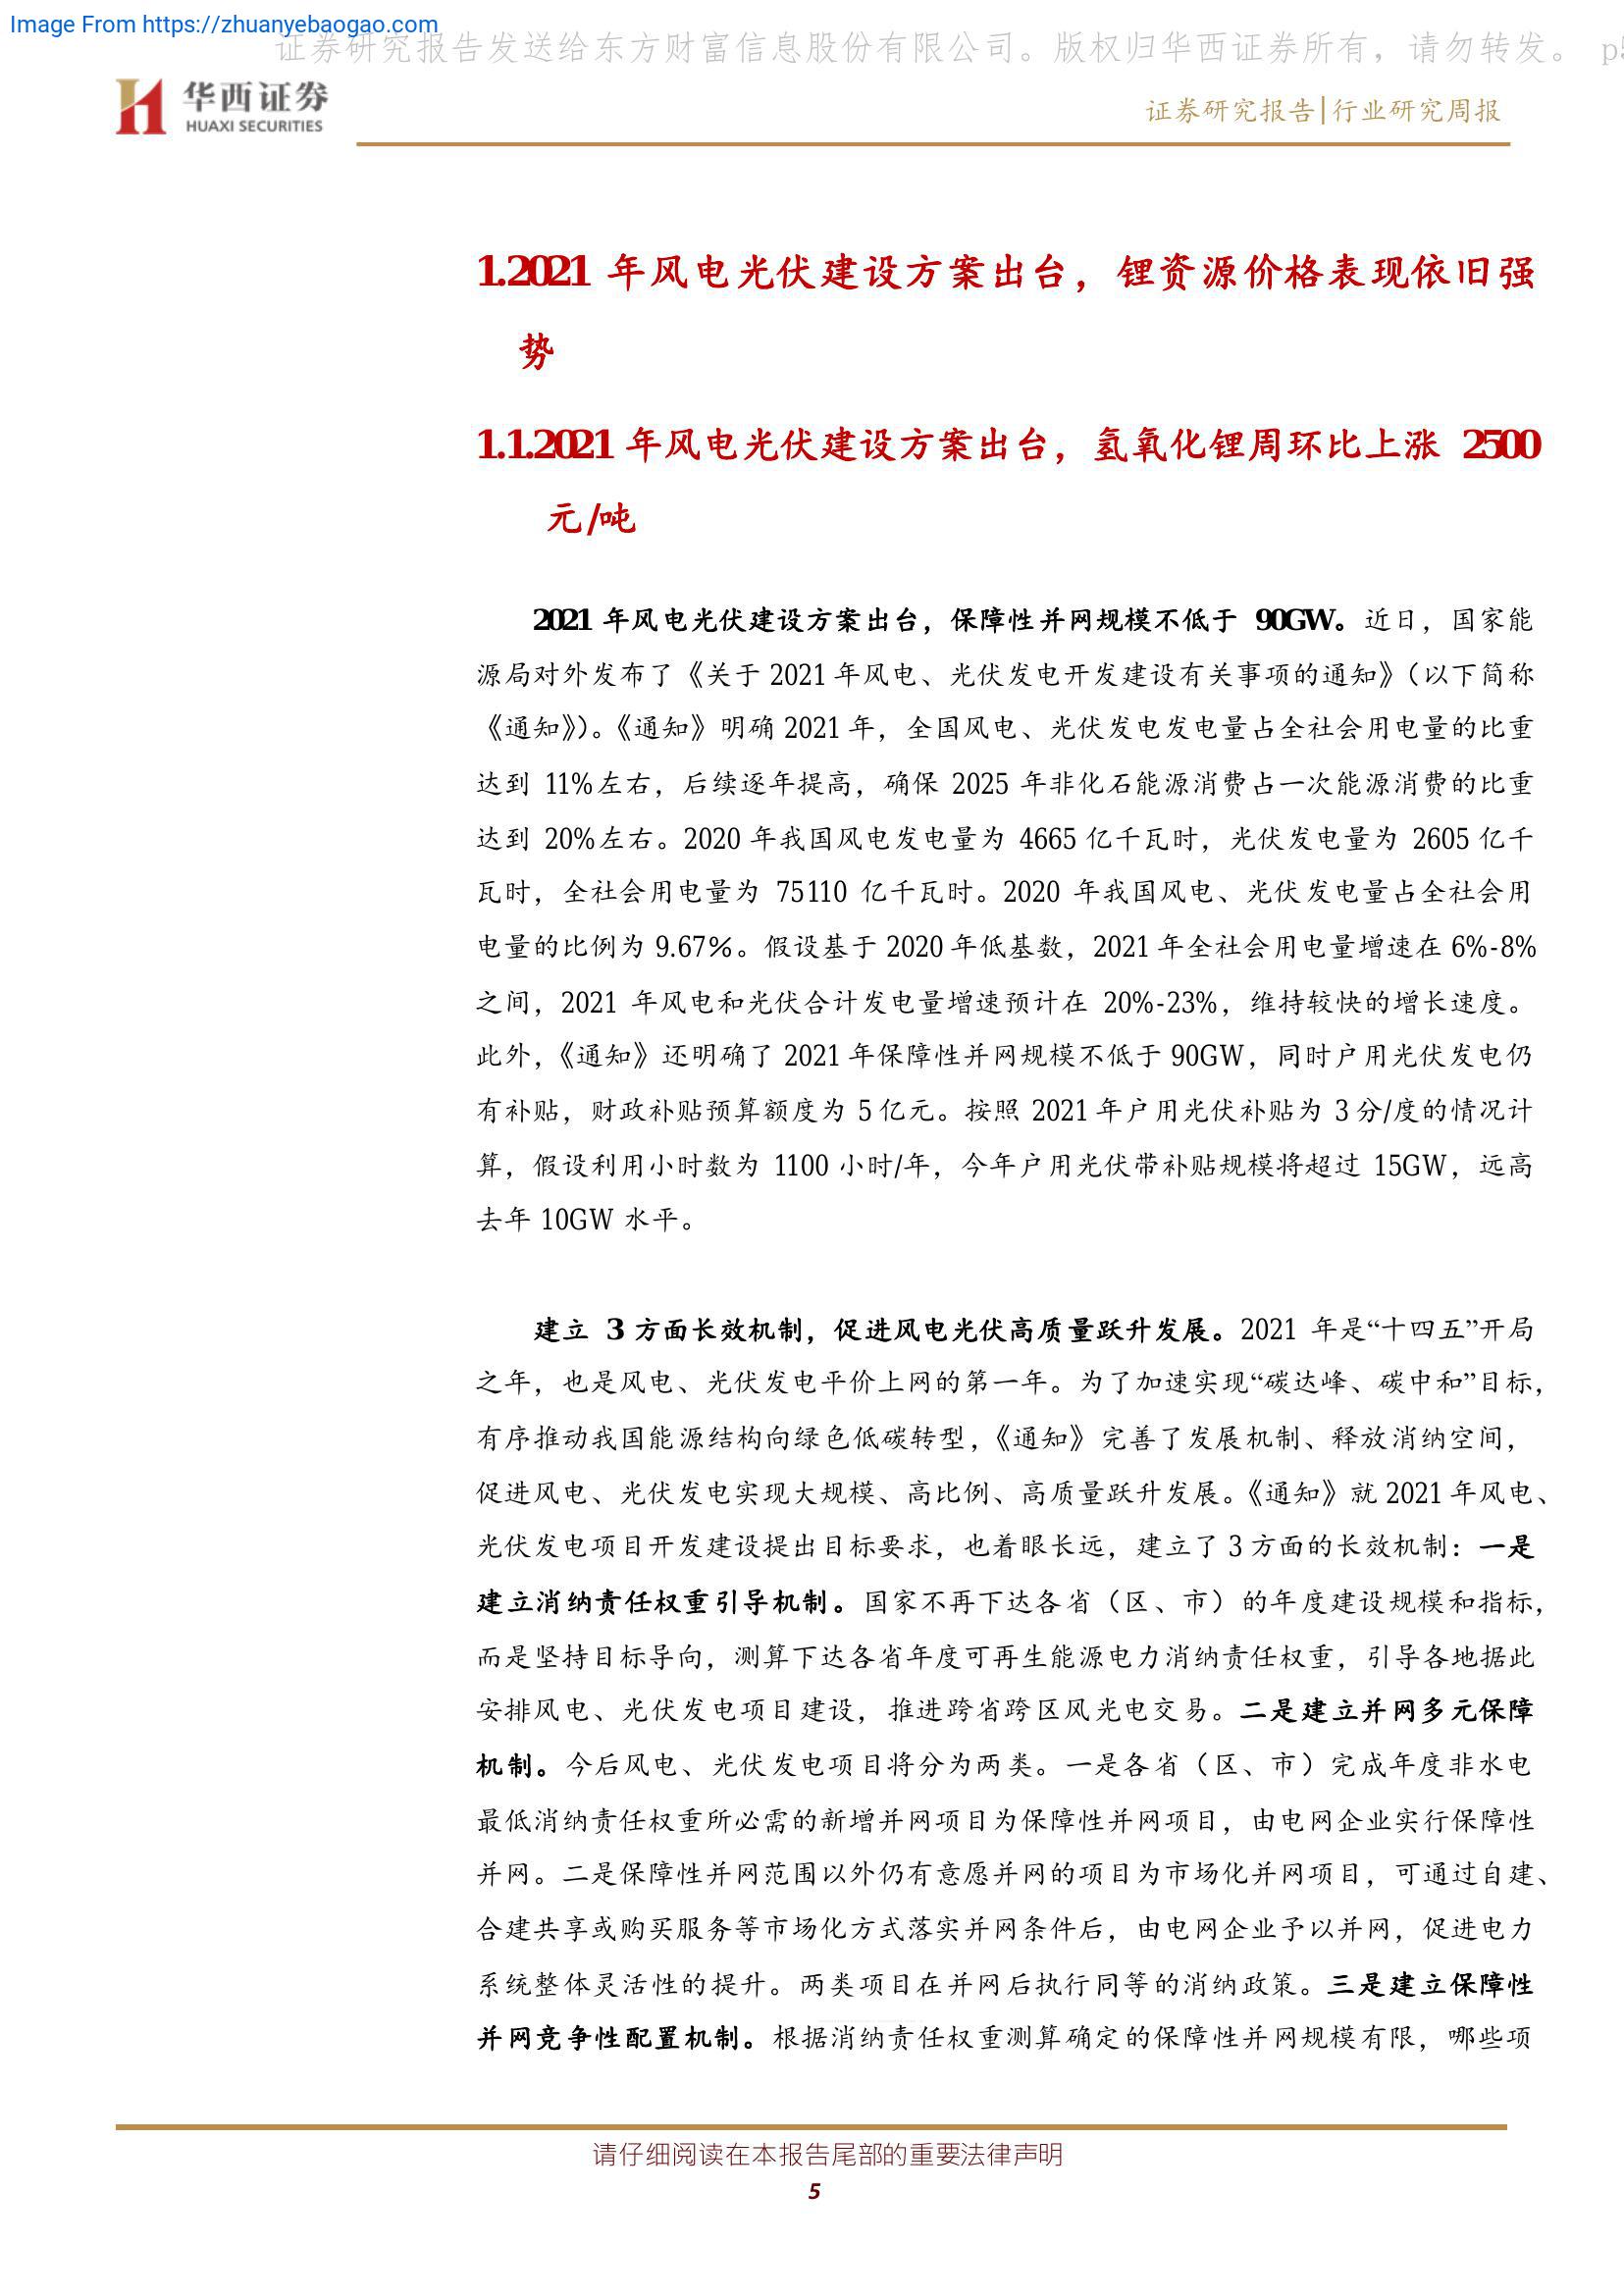 Image From https://zhuanyebaogao.com
证券研究报告发送给东方财富信息股份有限公司。版权归华西证券所有，请勿转发。 p5
华西证券
HUAXI SECURITIES
证券研究报告|行业研究周报
1.2021 年风电光伏建设方案出台，锂资源价格表现依旧强
势
1.1.2021 年风电光伏建设方案出台，氢氧化锂周环比上涨 2500
元/吨
2021 年风电光伏建设方案出台，保障性并网规模不低于 90GW。近日，国家能
源局对外发布了《关于 2021 年风电、光伏发电开发建设有关事项的通知》（以下简称
《通知》）。《通知》明确 2021 年，全国风电、光伏发电发电量占全社会用电量的比重
达到 11%左右，后续逐年提高，确保 2025 年非化石能源消费占一次能源消费的比重
达到 20%左右。2020 年我国风电发电量为 4665 亿千瓦时，光伏发电量为 2605 亿千
瓦时，全社会用电量为 75110 亿千瓦时。2020 年我国风电、光伏发电量占全社会用
电量的比例为 9.67%。假设基于 2020 年低基数，2021 年全社会用电量增速在 6%-8%
之间，2021 年风电和光伏合计发电量增速预计在 20%-23%，维持较快的增长速度。
此外，《通知》还明确了 2021 年保障性并网规模不低于 90GW，同时户用光伏发电仍
有补贴，财政补贴预算额度为 5 亿元。按照 2021 年户用光伏补贴为 3 分/度的情况计
算，假设利用小时数为 1100 小时/年，今年户用光伏带补贴规模将超过 15GW，远高
去年 10GW 水平。
建立 3 方面长效机制，促进风电光伏高质量跃升发展。2021 年是“十四五”开局
之年，也是风电、光伏发电平价上网的第一年。为了加速实现“碳达峰、碳中和”目标，
有序推动我国能源结构向绿色低碳转型，《通知》完善了发展机制、释放消纳空间，
促进风电、光伏发电实现大规模、高比例、高质量跃升发展。《通知》就 2021 年风电、
光伏发电项目开发建设提出目标要求，也着眼长远，建立了 3 方面的长效机制：一是
建立消纳责任权重引导机制。国家不再下达各省（区、市）的年度建设规模和指标，
而是坚持目标导向，测算下达各省年度可再生能源电力消纳责任权重，引导各地据此
安排风电、光伏发电项目建设，推进跨省跨区风光电交易。二是建立并网多元保障
机制。今后风电、光伏发电项目将分为两类。一是各省（区、市）完成年度非水电
最低消纳责任权重所必需的新增并网项目为保障性并网项目，由电网企业实行保障性
并网。二是保障性并网范围以外仍有意愿并网的项目为市场化并网项目，可通过自建、
合建共享或购买服务等市场化方式落实并网条件后，由电网企业予以并网，促进电力
系统整体灵活性的提升。两类项目在并网后执行同等的消纳政策。三是建立保障性
并网竞争性配置机制。根据消纳责任权重测算确定的保障性并网规模有限，哪些项
请仔细阅读在本报告尾部的重要法律声明
5